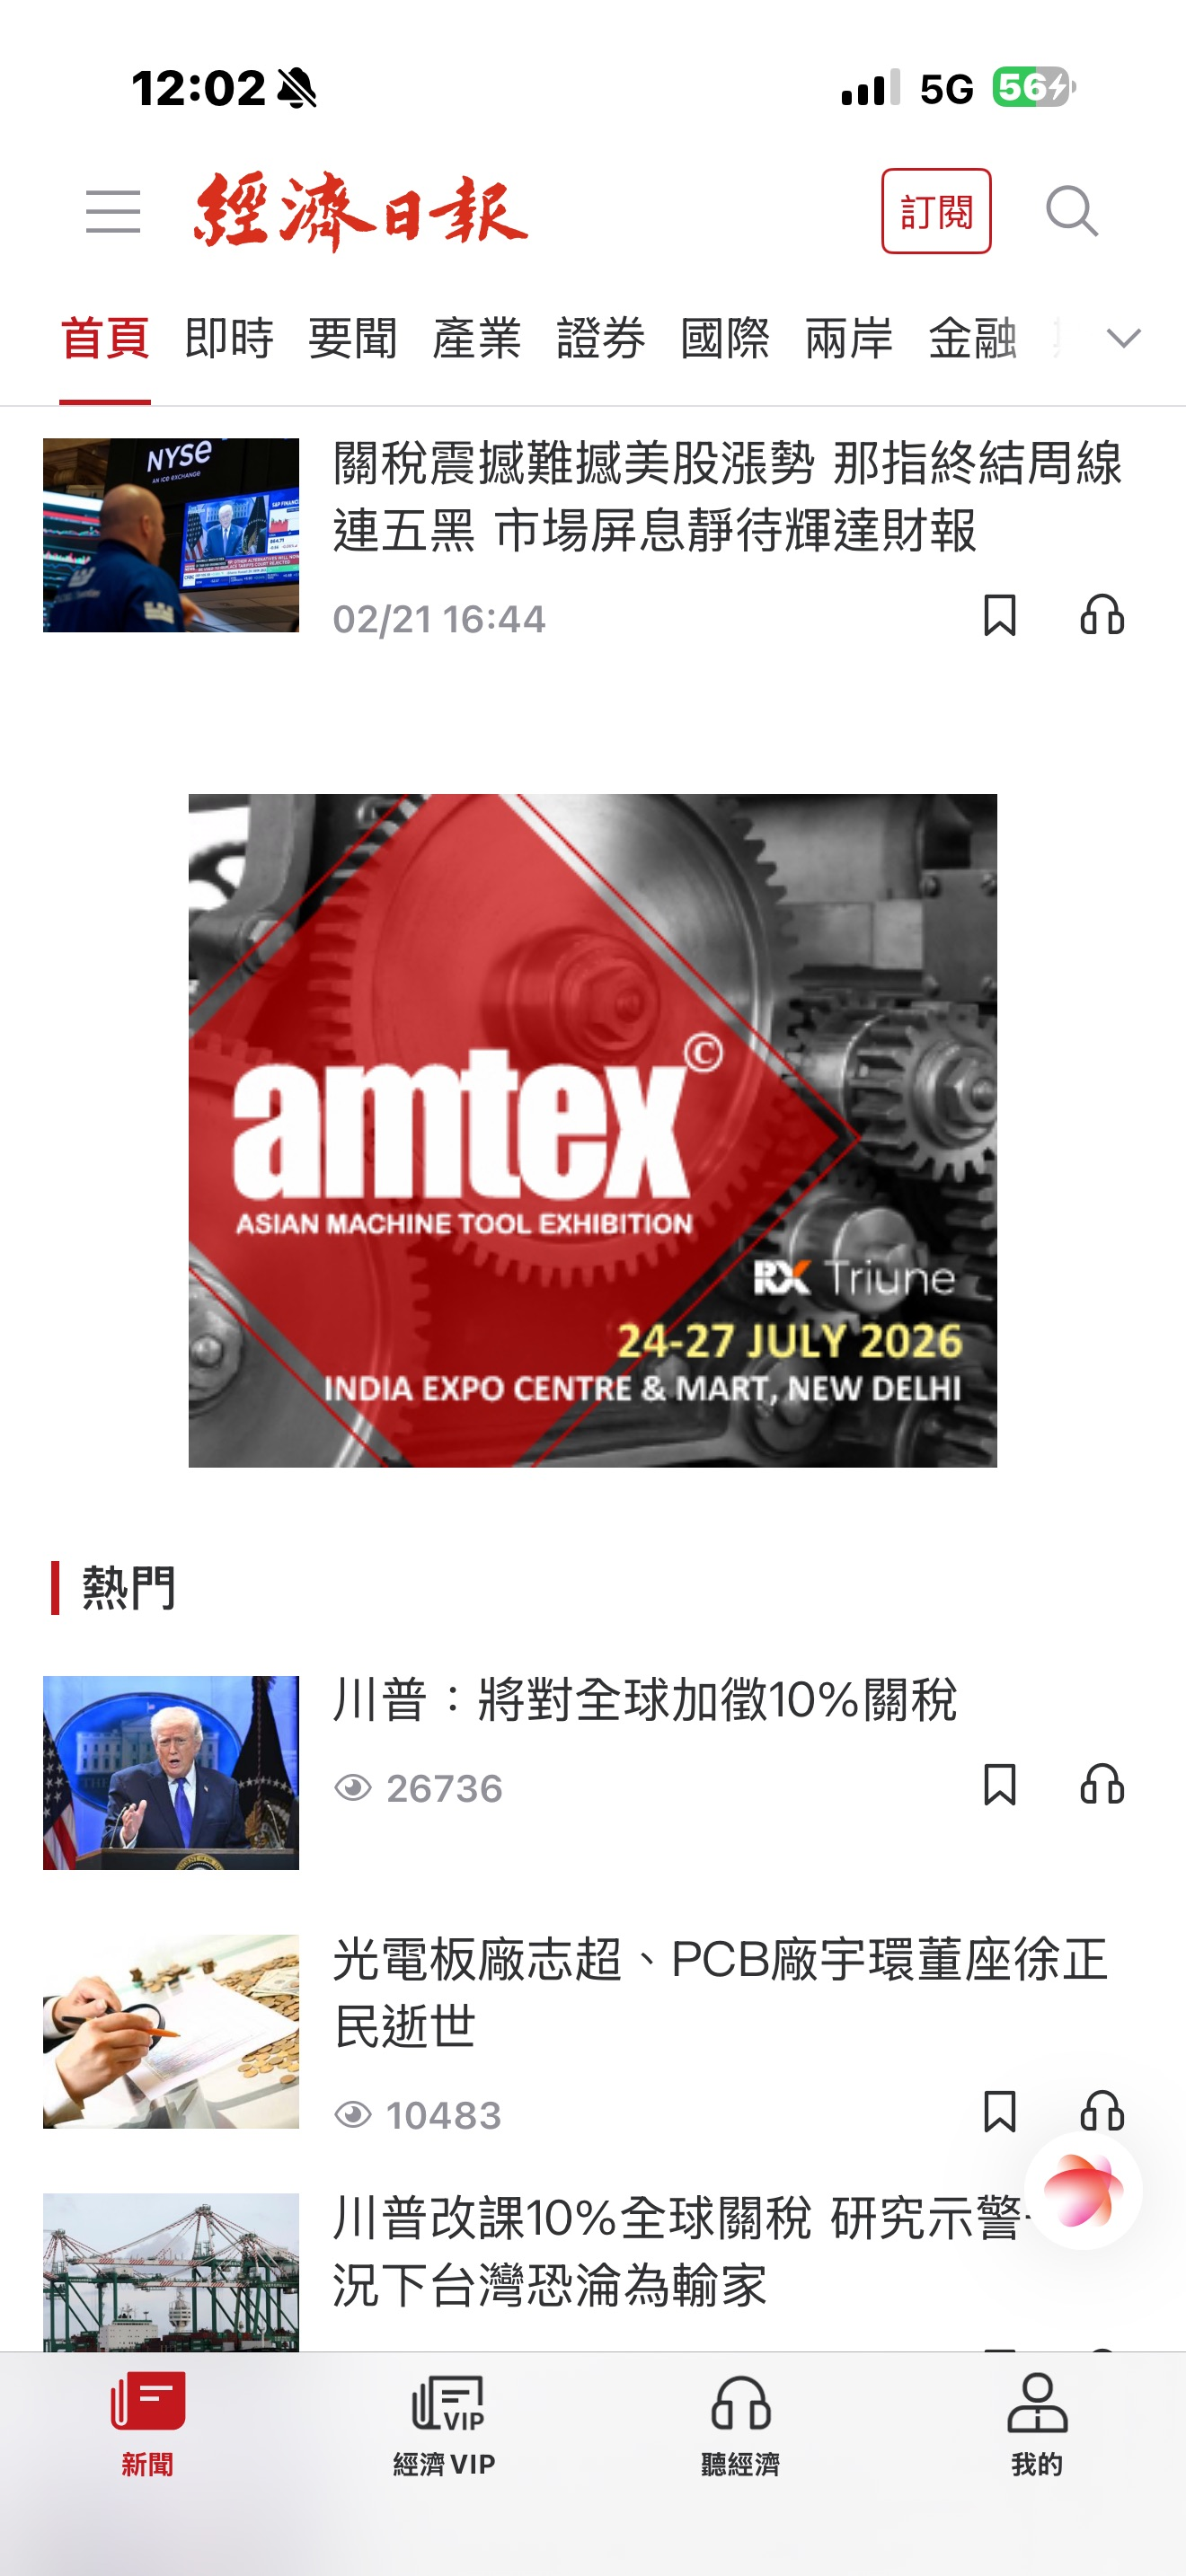 12:02
5G
56
經濟日報
訂閱
首頁 即時 要聞 產業 證券 國際 兩岸 金融
NYSE
AN ICE EXCHANGE
關稅震撼難撼美股漲勢 那指終結周線
連五黑 市場屏息靜待輝達財報
02/21 16:44
amtex©
ASIAN MACHINE TOOL EXHIBITION
RX Triune
24-27 JULY 2026
INDIA EXPO CENTRE & MART, NEW DELHI
熱門
川普：將對全球加徵10%關稅
26736
光電板廠志超、PCB廠宇環董座徐正
民逝世
10483
川普改課10%全球關稅 研究示警
況下台灣恐淪為輸家
VIP
新聞 經濟VIP 聽經濟 我的